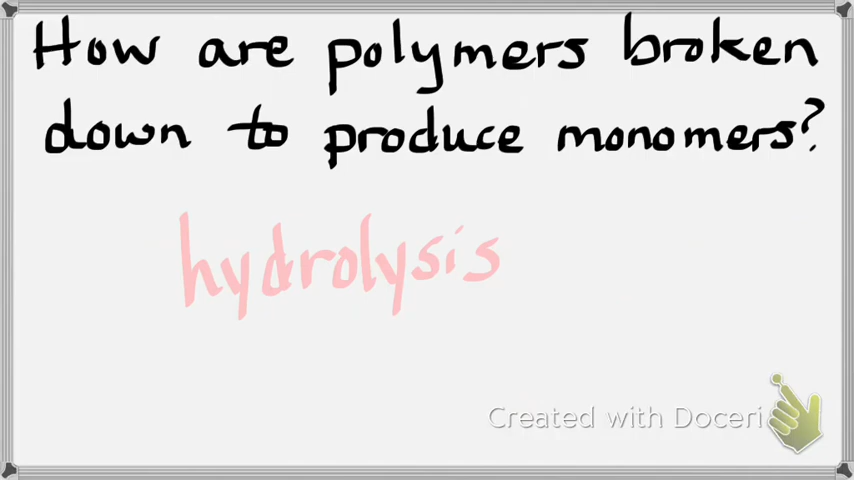 How are polymers broken
down to produce monomers?
hydrolysis
Created with Doceri